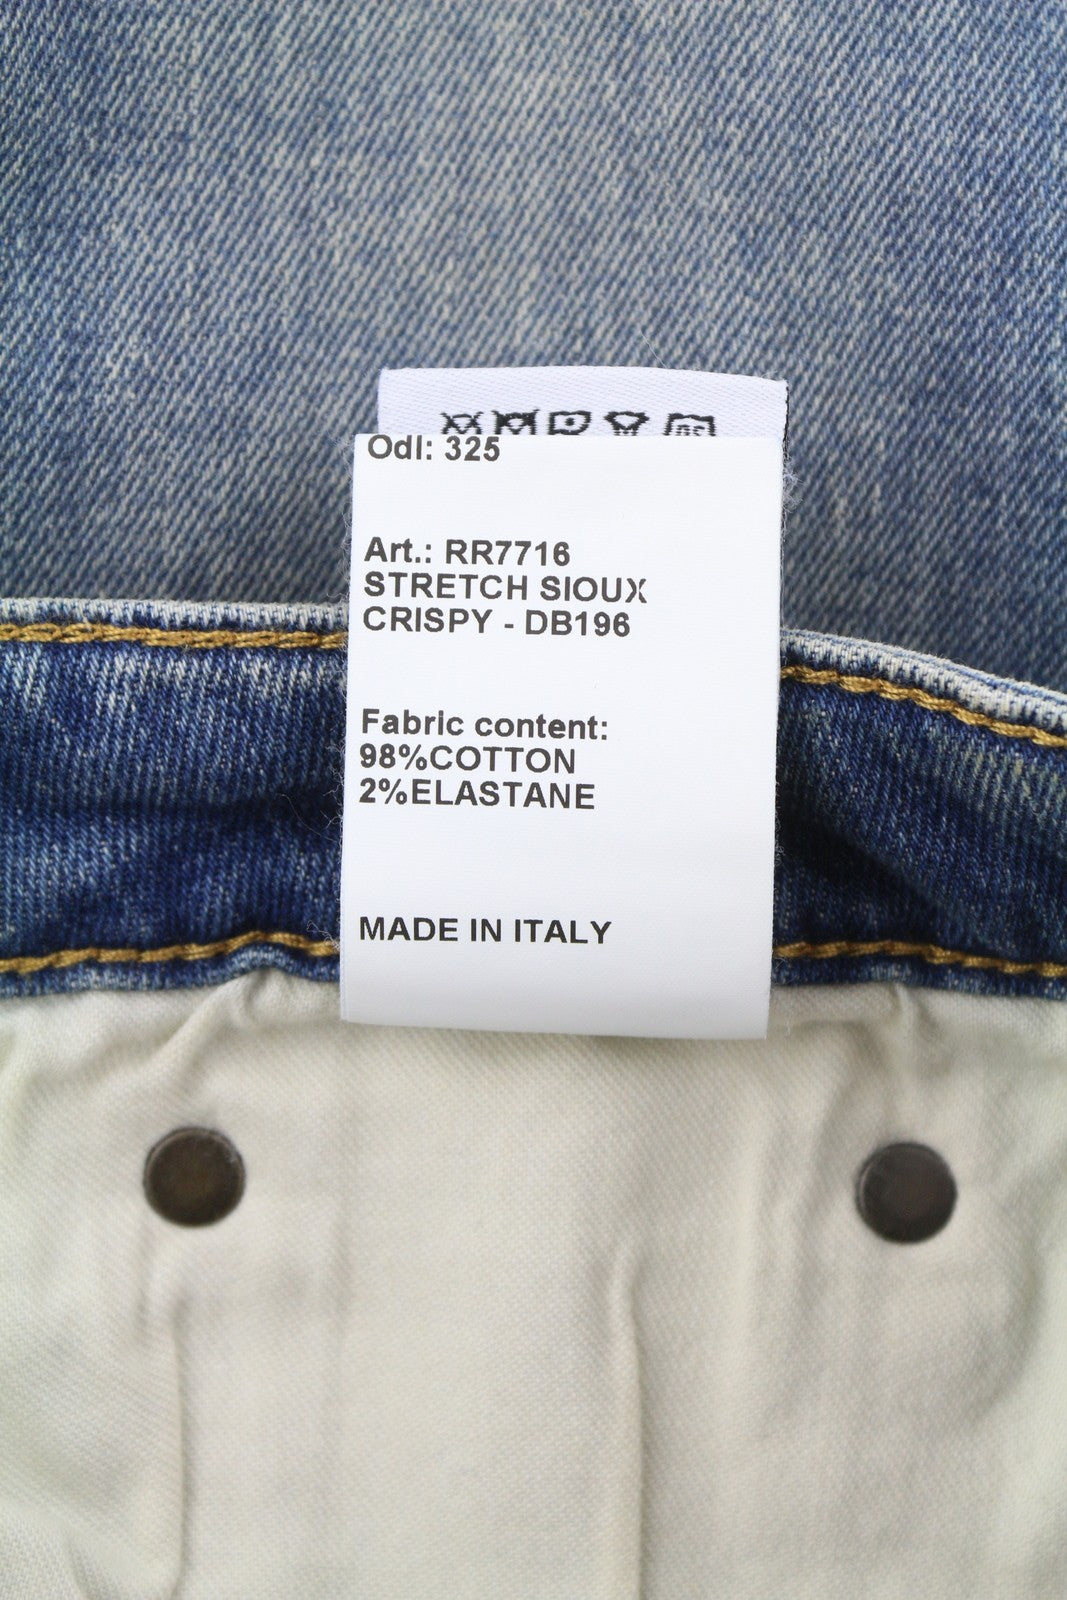 Odl: 325
Art.: RR7716
STRETCH SIOUX
CRISPY - DB196
Fabric content:
98%COTTON
2%ELASTANE
MADE IN ITALY